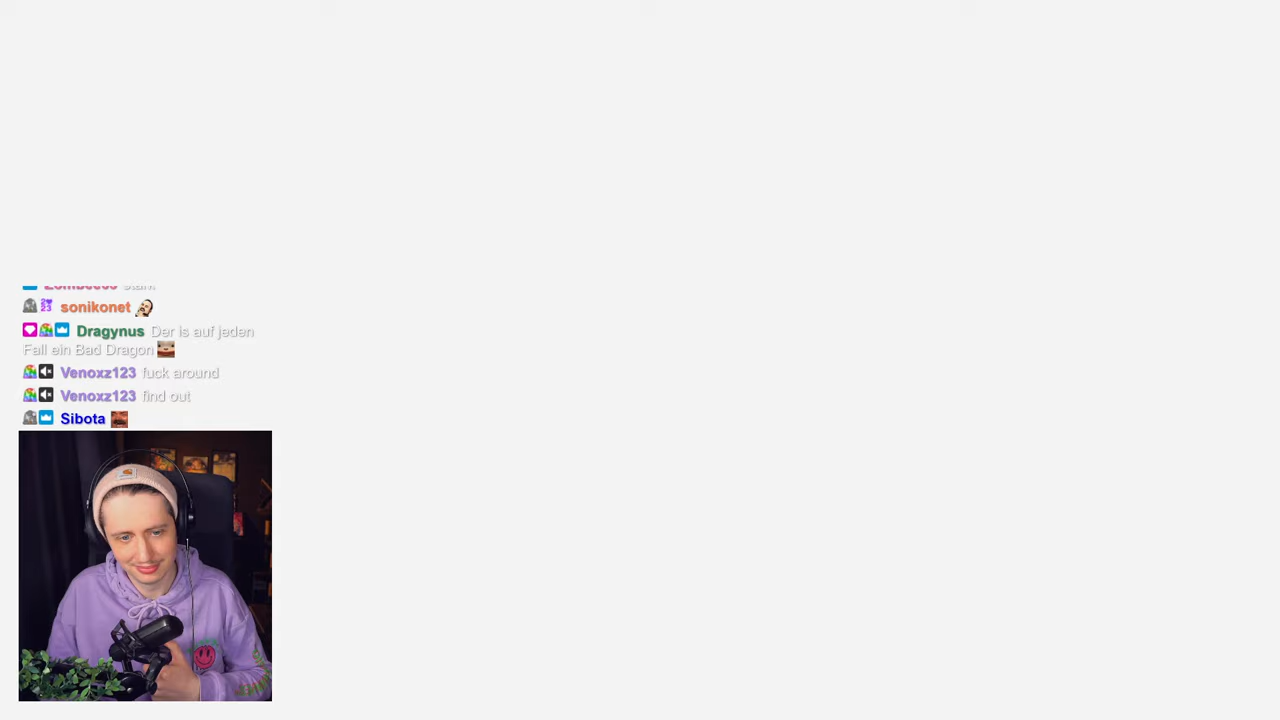 sonikonet
Dragynus Der is auf jeden
Fall ein Bad Dragon
Venoxz123 fuck around
Venoxz123 find out
Sibota